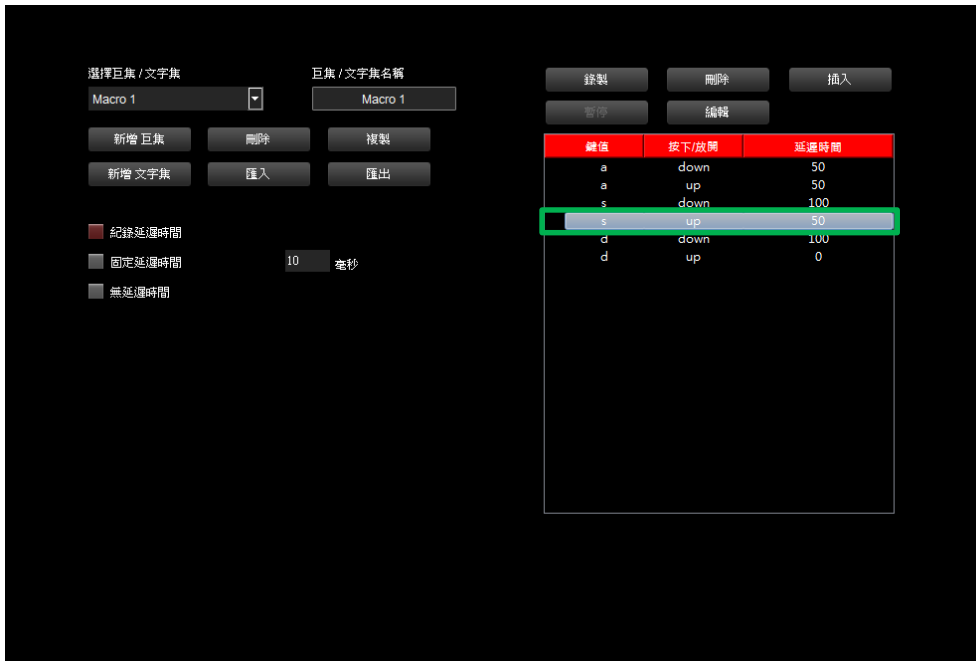 選擇巨集 / 文字集
巨集 / 文字集名稱
Macro 1
Macro 1
新增 巨集
刪除
複製
新增 文字集
匯入
匯出
紀錄延遲時間
固定延遲時間
10
毫秒
無延遲時間
錄製
刪除
插入
暫停
編輯
鍵值 按下/放開 延遲時間
a down 50
a up 50
s down 100
s up 50
d down 100
d up 0